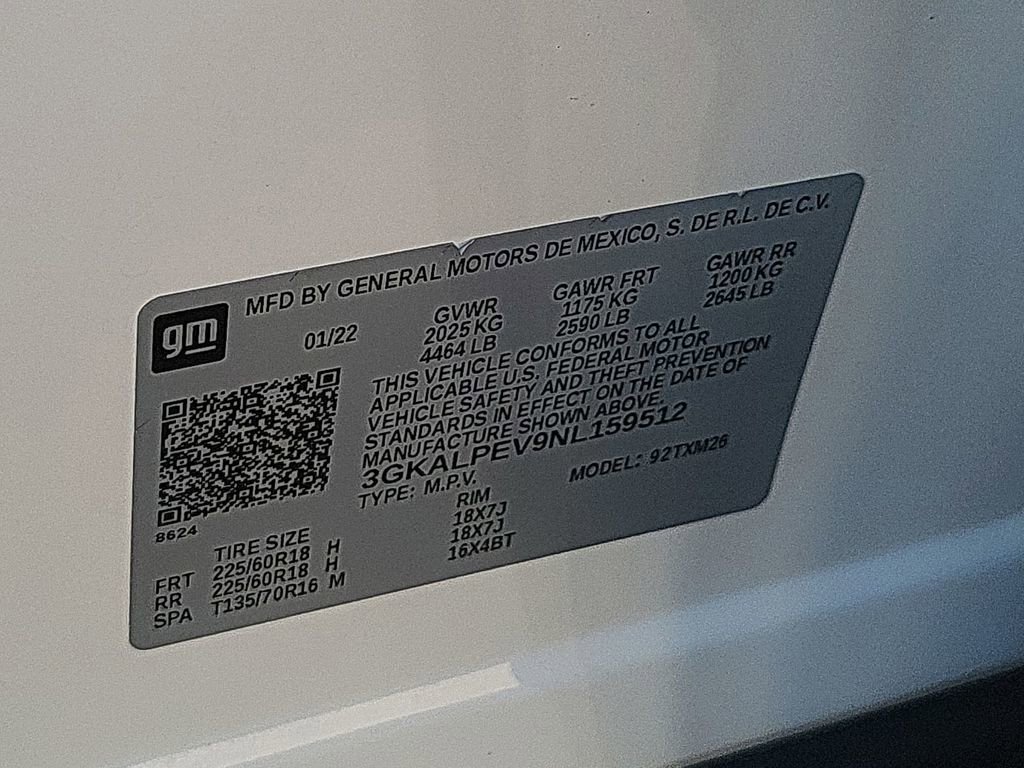 gm
MFD BY GENERAL MOTORS DE MEXICO, S. DE R.L. DE C.V.
01/22 GVWR GAWR FRT GAWR RR
2025 KG 1175 KG 1200 KG
4464 LB 2590 LB 2645 LB
THIS VEHICLE CONFORMS TO ALL
APPLICABLE U.S. FEDERAL MOTOR
VEHICLE SAFETY AND THEFT PREVENTION
STANDARDS IN EFFECT ON THE DATE OF
MANUFACTURE SHOWN ABOVE.
3GKALPEV9NL159512
TYPE: M.P.V. MODEL: 92TXM26
8624
TIRE SIZE RIM
FRT 225/60R18 H 18X7J
RR 225/60R18 H 18X7J
SPA T135/70R16 M 16X4BT